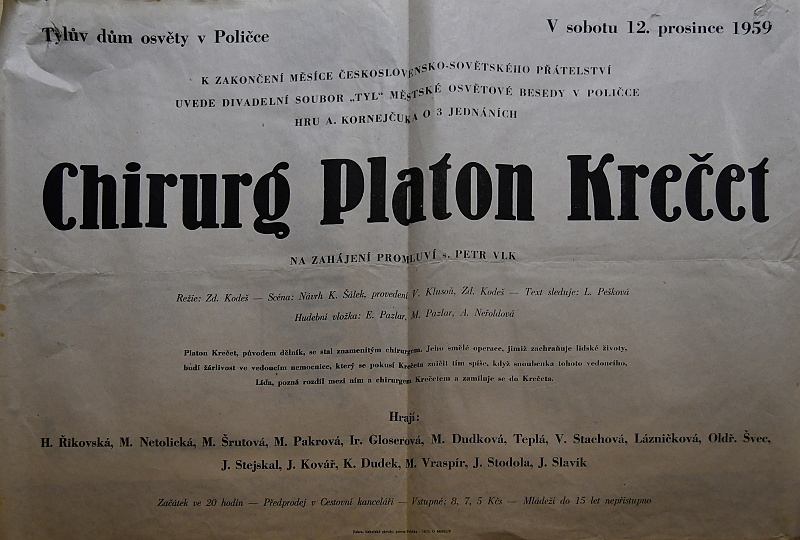 Tylův dům osvěty v Poličce
V sobotu 12. prosince 1959
K ZAKONČENÍ MĚSÍCE ČESKOSLOVENSKO-SOVĚTSKÉHO PŘÁTELSTVÍ
UVEDE DIVADELNÍ SOUBOR „TYL" MĚSTSKÉ OSVĚTOVÉ BESEDY V POLIČCE
HRU A. KORNEJČUKA O 3 JEDNÁNÍCH
Chirurg Platon Krečet
NA ZAHÁJENÍ PROMLUVÍ s. PETR VLK
Režie: Zd. Kodeš — Scéna: Návrh K. Šálek, provedení V. Klusoň, Zd. Kodeš — Text sleduje: L. Pešková
Hudební vložka: E. Pazlar, M. Pazlar, A. Neřohlová
Platon Krečet, původem dělník, se stal znamenitým chirurgem. Jeho smělé operace, jimiž zachraňuje lidské životy,
budí žárlivost ve vedoucím nemocnice, který se pokusí Krečeta zničit tím spíše, když snoubenka tohoto vedoucího,
Lída, pozná rozdíl mezi ním a chirurgem Krečetem a zamiluje se do Krečeta.
Hrají:
H. Řikovská, M. Netolická, M. Šrutová, M. Pakrová, Ir. Gloserová, M. Dudková, Teplá, V. Stachová, Lázničková, Oldř. Švec,
J. Stejskal, J. Kovář, K. Dudek, M. Vraspír, J. Stodola, J. Slavík
Začátek ve 20 hodin — Předprodej v Cestovní kanceláři — Vstupné: 8, 7, 5 Kčs — Mládeži do 15 let nepřístupno